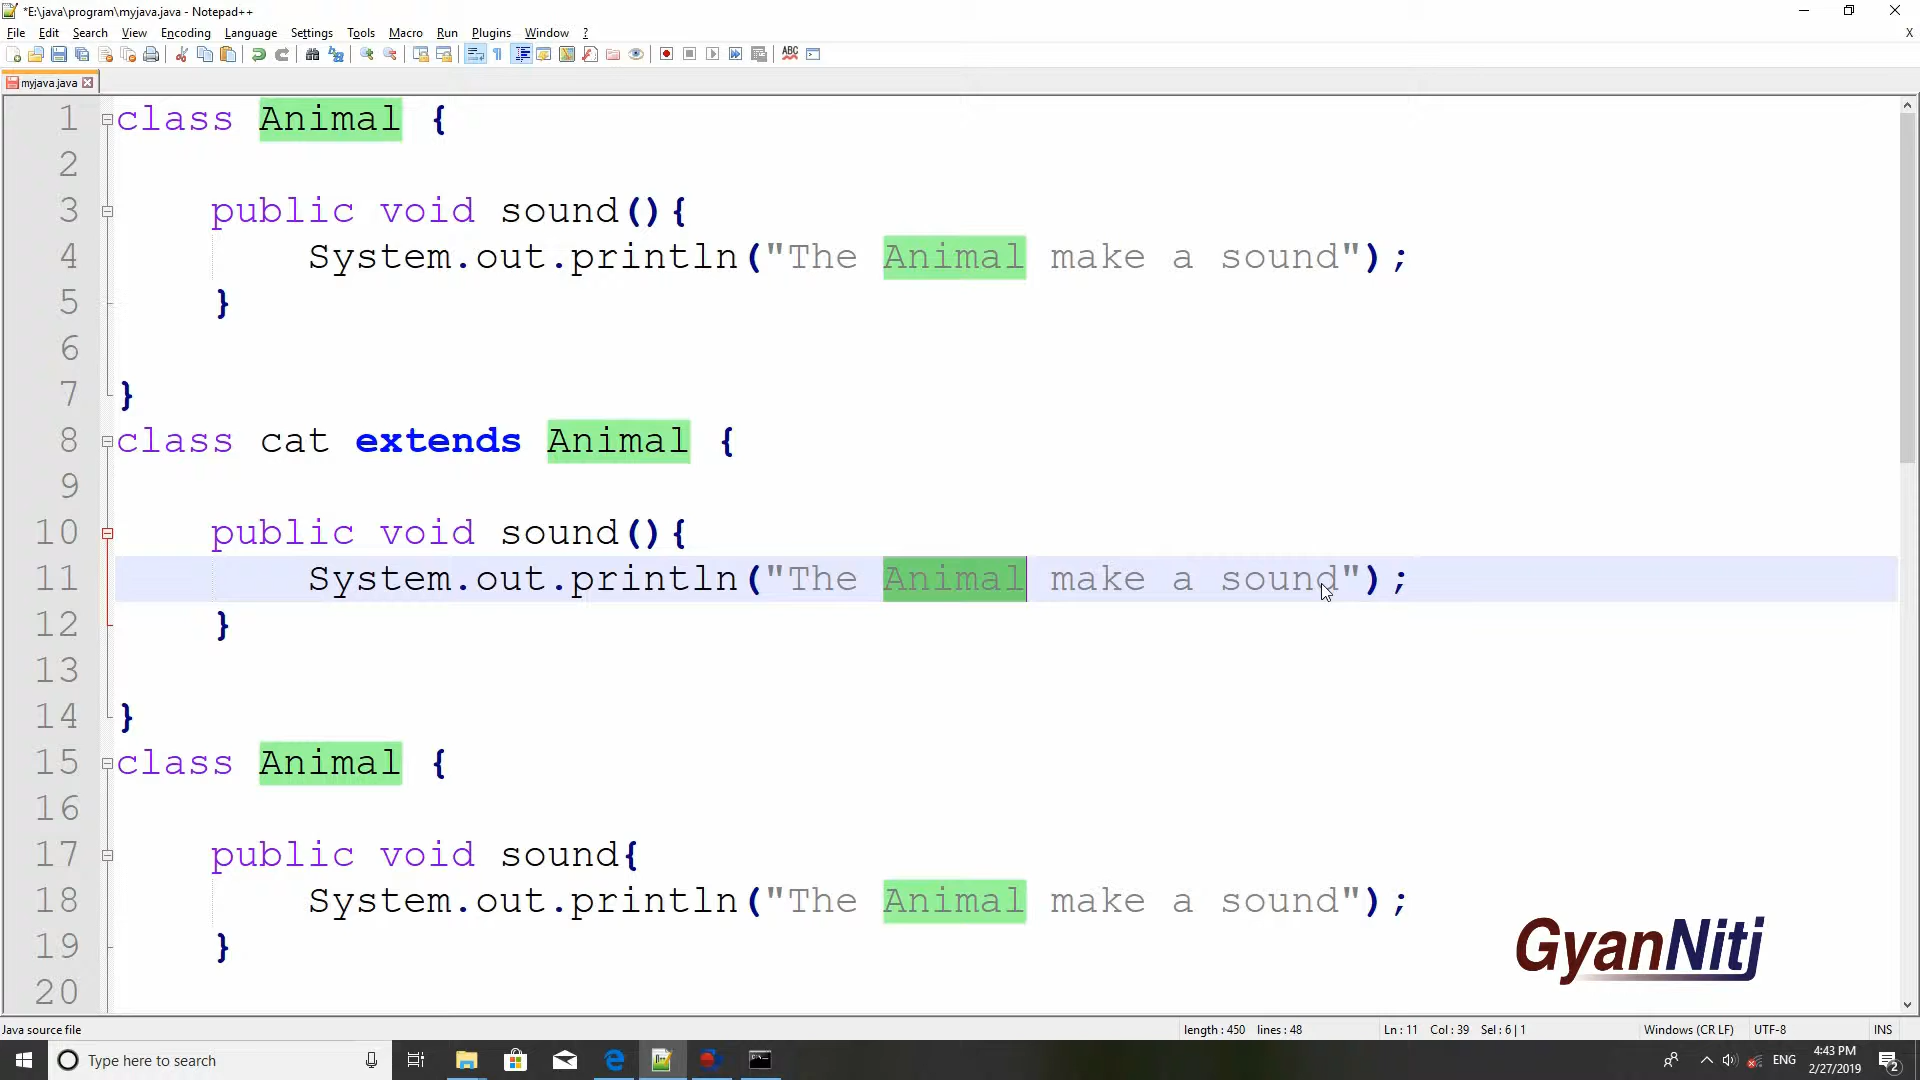 *E:\java\program\myjava.java - Notepad++
File Edit Search View Encoding Language Settings Tools Macro Run Plugins Window ? X
myjava.java
1 class Animal {
2
3 public void sound(){
4 System.out.println("The Animal make a sound");
5 }
6
7 }
8 class cat extends Animal {
9
10 public void sound(){
11 System.out.println("The Animal make a sound");
12 }
13
14 }
15 class Animal {
16
17 public void sound{
18 System.out.println("The Animal make a sound");
19 }
20
GyanNitj
Java source file length : 450 lines : 48 Ln : 11 Col : 39 Sel : 6 | 1 Windows (CR LF) UTF-8 INS
Type here to search ENG 4:43 PM
2/27/2019 2